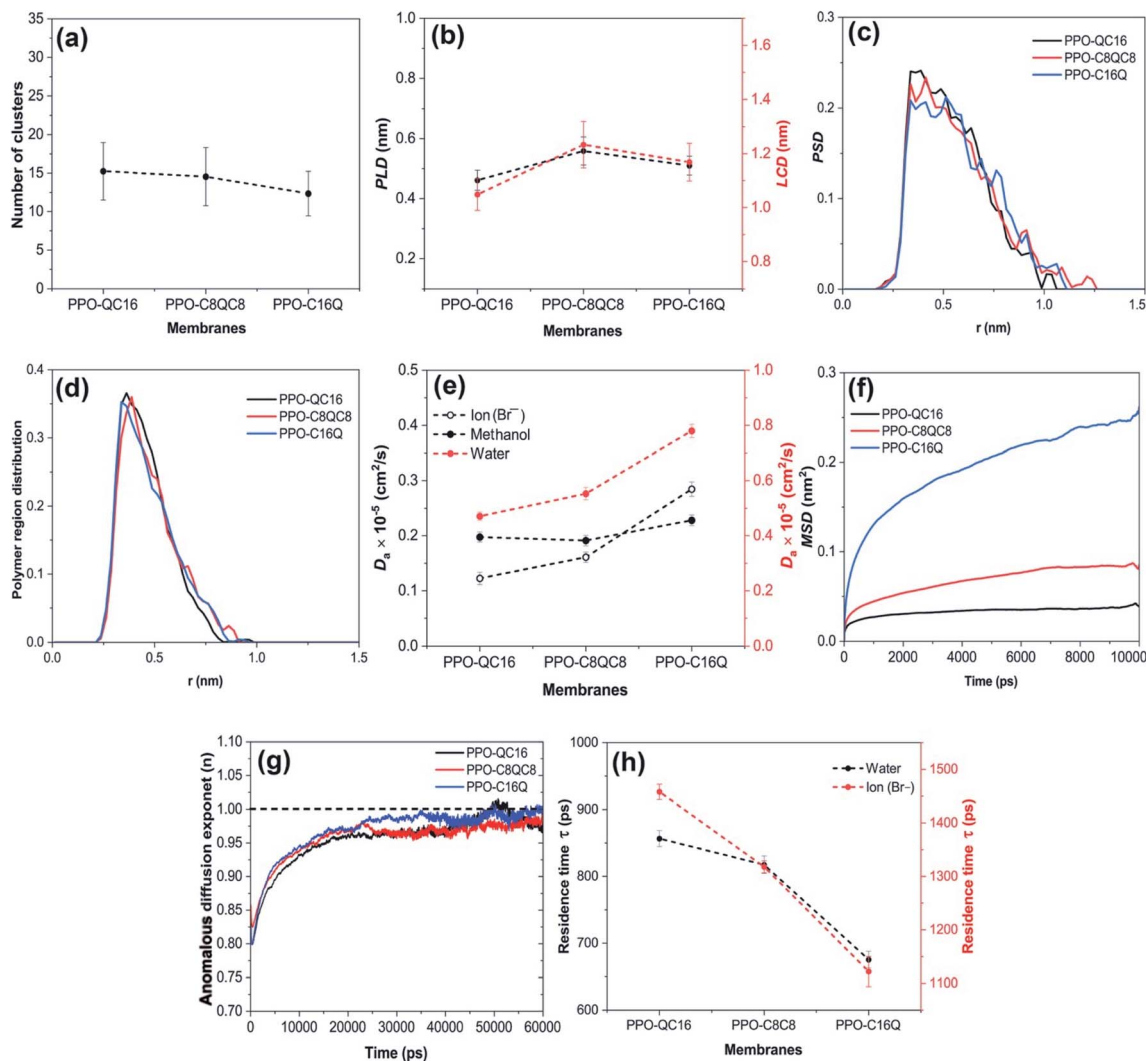 (a)
Number of clusters
35
30
25
20
15
10
5
0
PPO-QC16 PPO-C8QC8 PPO-C16Q
Membranes
(b)
PLD (nm)
1.0
0.8
0.6
0.4
0.2
LCD (nm)
1.6
1.4
1.2
1.0
0.8
PPO-QC16 PPO-C8QC8 PPO-C16Q
Membranes
(c)
PPO-QC16
PPO-C8QC8
PPO-C16Q
PSD
0.3
0.2
0.1
0.0
0.0 0.5 1.0 1.5
r (nm)
(d)
PPO-QC16
PPO-C8QC8
PPO-C16Q
Polymer region distribution
0.4
0.3
0.2
0.1
0.0
0.0 0.5 1.0 1.5
r (nm)
(e)
Ion (Br‾)
Methanol
Water
Dₐ × 10⁻⁵ (cm²/s)
0.5
0.4
0.3
0.2
0.1
0.0
Dₐ × 10⁻⁵ (cm²/s)
1.0
0.8
0.6
0.4
0.2
0.0
PPO-QC16 PPO-C8QC8 PPO-C16Q
Membranes
(f)
PPO-QC16
PPO-C8QC8
PPO-C16Q
MSD (nm²)
0.3
0.2
0.1
0.0
0 2000 4000 6000 8000 10000
Time (ps)
(g)
PPO-QC16
PPO-C8QC8
PPO-C16Q
Anomalous diffusion exponet (n)
1.10
1.05
1.00
0.95
0.90
0.85
0.80
0.75
0.70
0 10000 20000 30000 40000 50000 60000
Time (ps)
(h)
Water
Ion (Br−)
Residence time τ (ps)
1000
900
800
700
600
Residence time τ (ps)
1500
1400
1300
1200
1100
PPO-QC16 PPO-C8C8 PPO-C16Q
Membranes